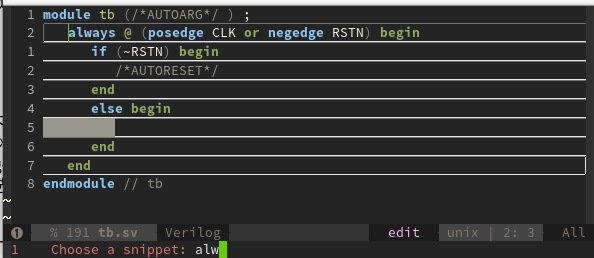 1 module tb (/*AUTOARG*/ ) ;
2 always @ (posedge CLK or negedge RSTN) begin
1 if (~RSTN) begin
2 /*AUTORESET*/
3 end
4 else begin
5
6 end
7 end
8 endmodule // tb
~
~
1 % 191 tb.sv Verilog edit unix | 2: 3 All
1 Choose a snippet: alw